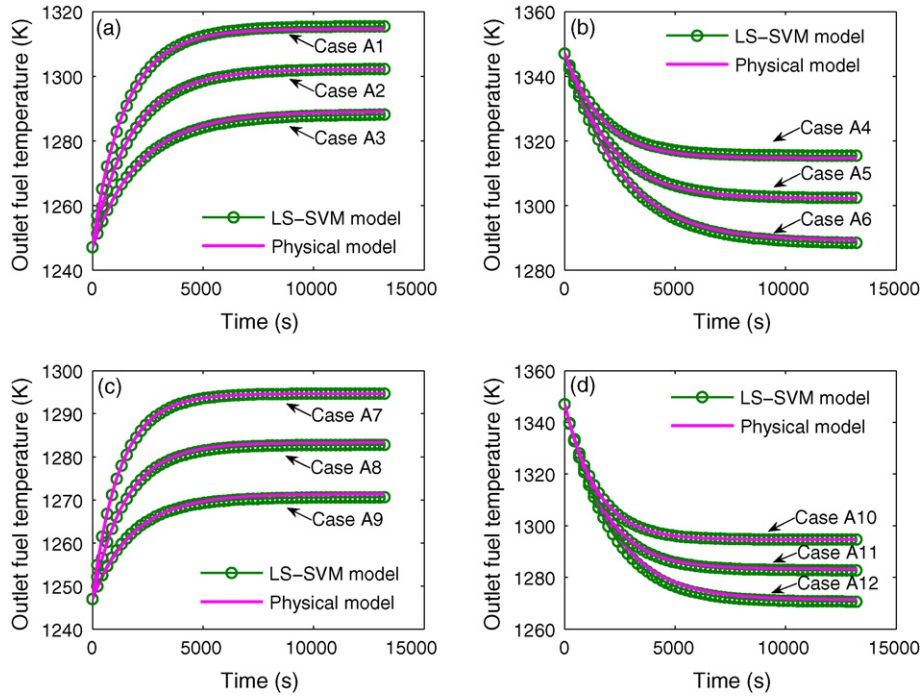 (a)
Outlet fuel temperature (K)
1320
1300
1280
1260
1240
Case A1
Case A2
Case A3
LS-SVM model
Physical model
0 5000 10000 15000
Time (s)
(b)
Outlet fuel temperature (K)
1360
1340
1320
1300
1280
LS-SVM model
Physical model
Case A4
Case A5
Case A6
0 5000 10000 15000
Time (s)
(c)
Outlet fuel temperature (K)
1300
1290
1280
1270
1260
1250
1240
Case A7
Case A8
Case A9
LS-SVM model
Physical model
0 5000 10000 15000
Time (s)
(d)
Outlet fuel temperature (K)
1360
1340
1320
1300
1280
1260
LS-SVM model
Physical model
Case A10
Case A11
Case A12
0 5000 10000 15000
Time (s)